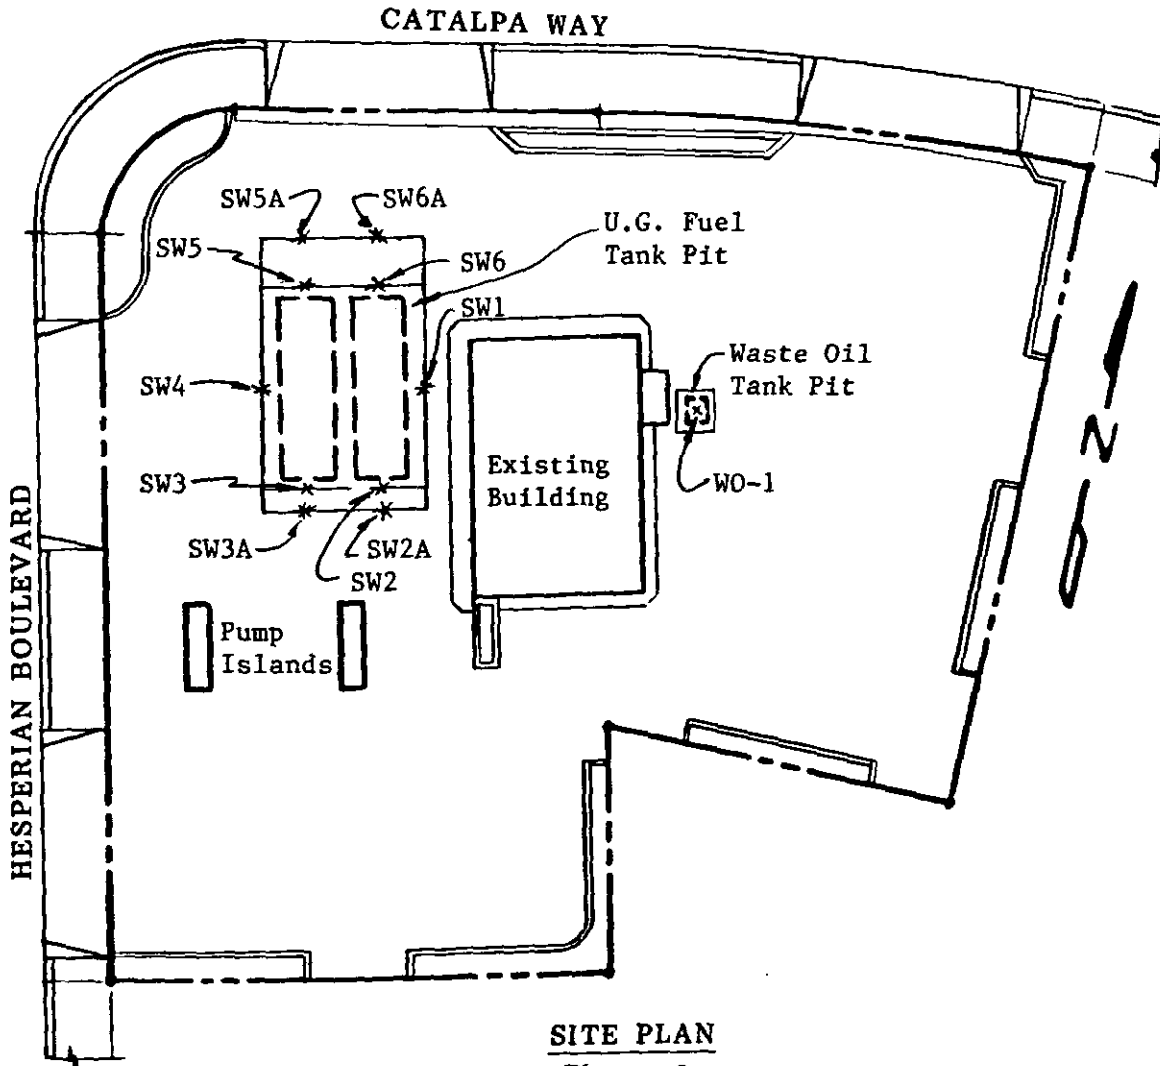 CATALPA WAY
SW5A
SW6A
U.G. Fuel
Tank Pit
SW5
SW6
SW1
Waste Oil
Tank Pit
SW4
N
Existing
Building
SW3
WO-1
SW3A
SW2A
SW2
HESPERIAN BOULEVARD
Pump
Islands
SITE PLAN